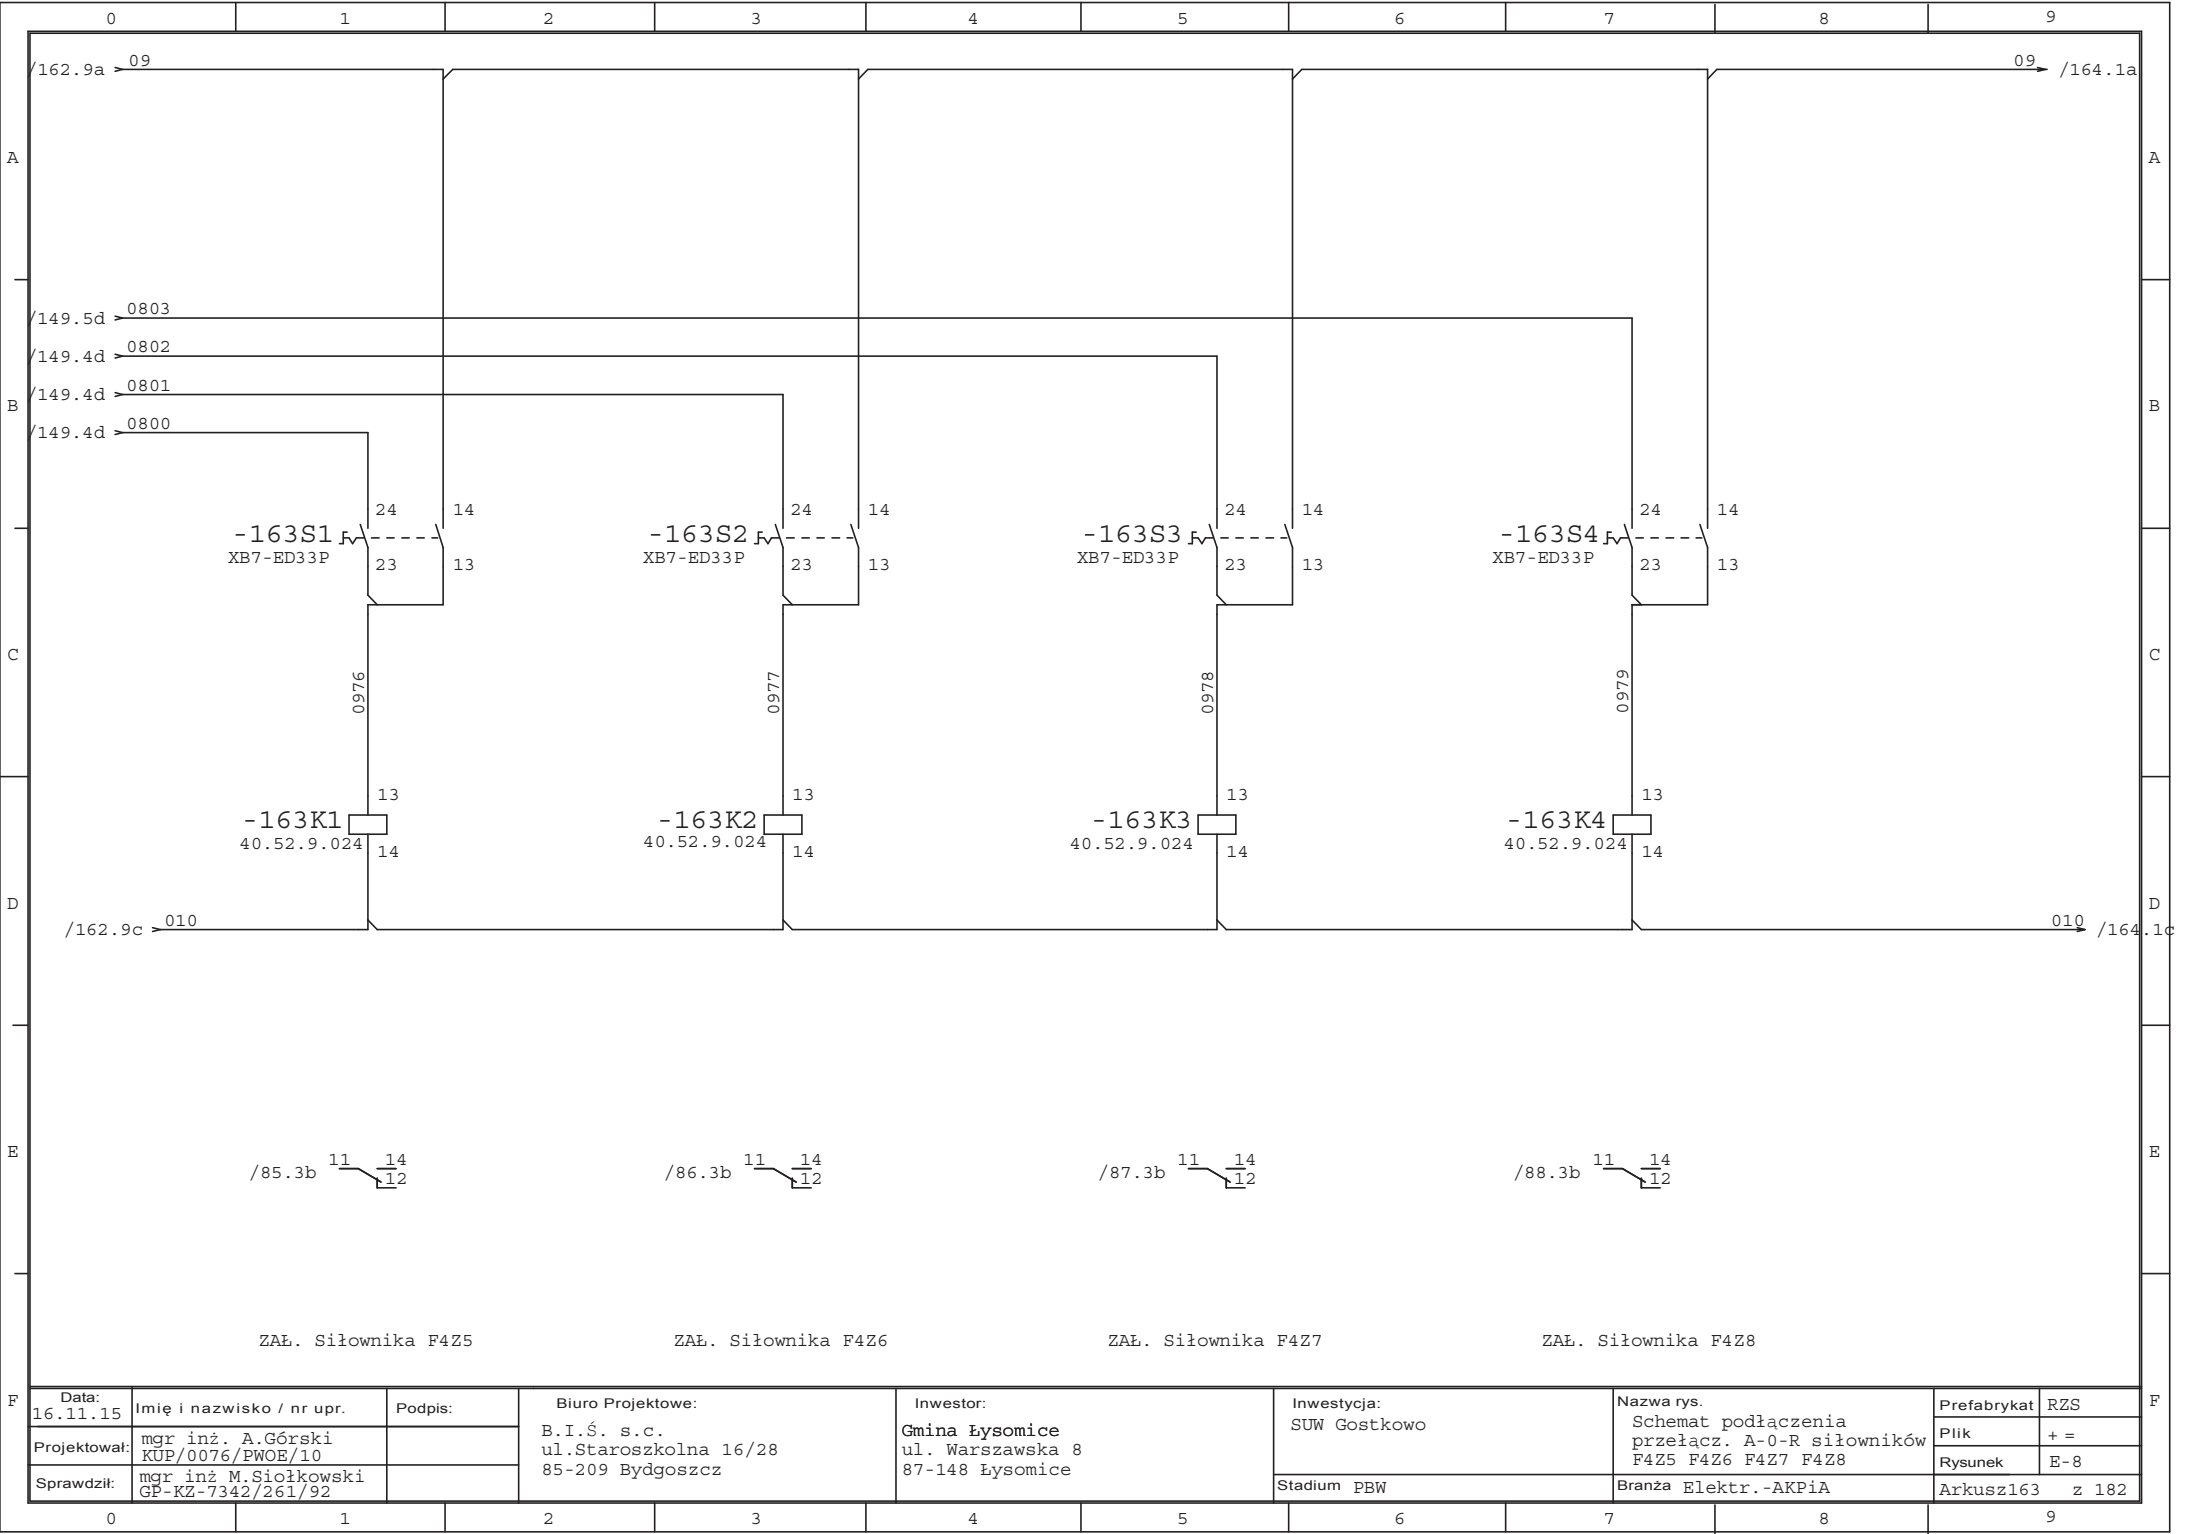 0 1 2 3 4 5 6 7 8 9
/162.9a 09 09 /164.1a
A A
/149.5d 0803
/149.4d 0802
/149.4d 0801
B B
/149.4d 0800
24 14 24 14 24 14 24 14
-163S1 -163S2 -163S3 -163S4
XB7-ED33P XB7-ED33P XB7-ED33P XB7-ED33P
23 13 23 13 23 13 23 13
C C
0976 0977 0978 0979
13 13 13 13
-163K1 -163K2 -163K3 -163K4
40.52.9.024 40.52.9.024 40.52.9.024 40.52.9.024
14 14 14 14
D D
/162.9c 010 010 /164.1c
E E
/85.3b 11 14 12 /86.3b 11 14 12 /87.3b 11 14 12 /88.3b 11 14 12
ZAŁ. Siłownika F4Z5 ZAŁ. Siłownika F4Z6 ZAŁ. Siłownika F4Z7 ZAŁ. Siłownika F4Z8
F F
Data:
16.11.15
Imię i nazwisko / nr upr.
Podpis:
Projektował:
mgr inż. A.Górski
KUP/0076/PWOE/10
Sprawdził:
mgr inż M.Siołkowski
GP-KZ-7342/261/92
Biuro Projektowe:
B.I.Ś. s.c.
ul.Staroszkolna 16/28
85-209 Bydgoszcz
Inwestor:
Gmina Łysomice
ul. Warszawska 8
87-148 Łysomice
Inwestycja:
SUW Gostkowo
Stadium PBW
Nazwa rys.
Schemat podłączenia
przełącz. A-0-R siłowników
F4Z5 F4Z6 F4Z7 F4Z8
Branża Elektr.-AKPiA
Prefabrykat RZS
Plik + =
Rysunek E-8
Arkusz163 z 182
0 1 2 3 4 5 6 7 8 9